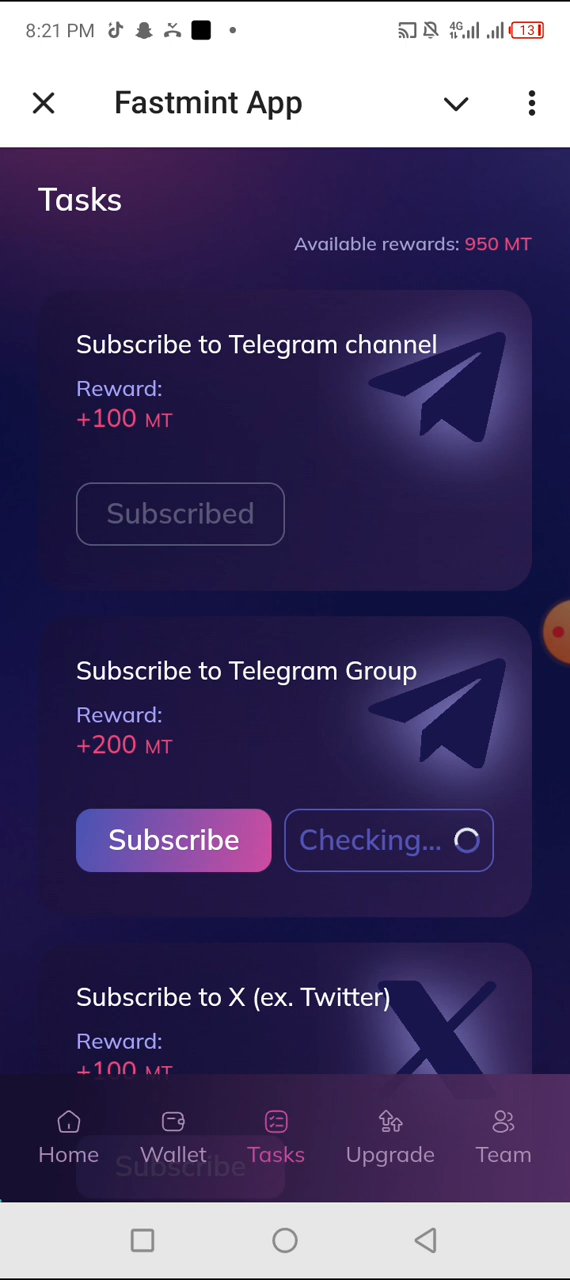 8:21 PM
4G
13
Fastmint App
Tasks
Available rewards: 950 MT
Subscribe to Telegram channel
Reward:
+100 MT
Subscribed
Subscribe to Telegram Group
Reward:
+200 MT
Subscribe
Checking...
Subscribe to X (ex. Twitter)
Reward:
+100 MT
Subscribe
Home
Wallet
Tasks
Upgrade
Team